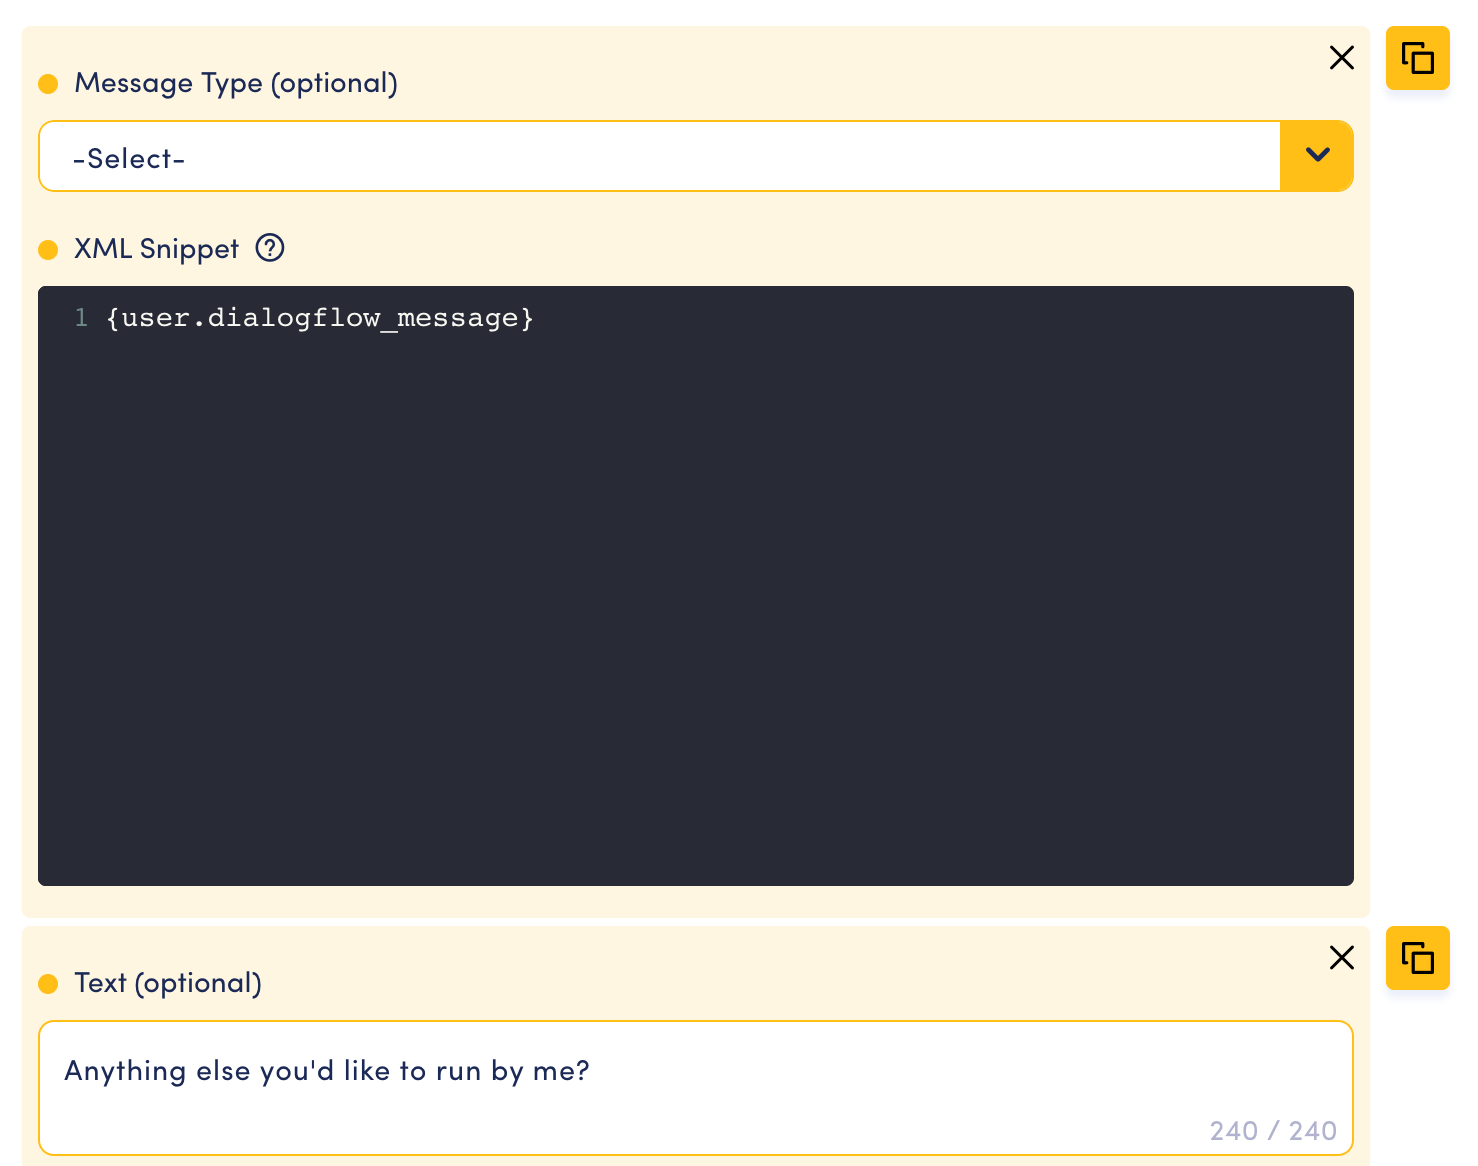 Message Type (optional)
-Select-
XML Snippet
1 {user.dialogflow_message}
Text (optional)
Anything else you'd like to run by me?
240 / 240